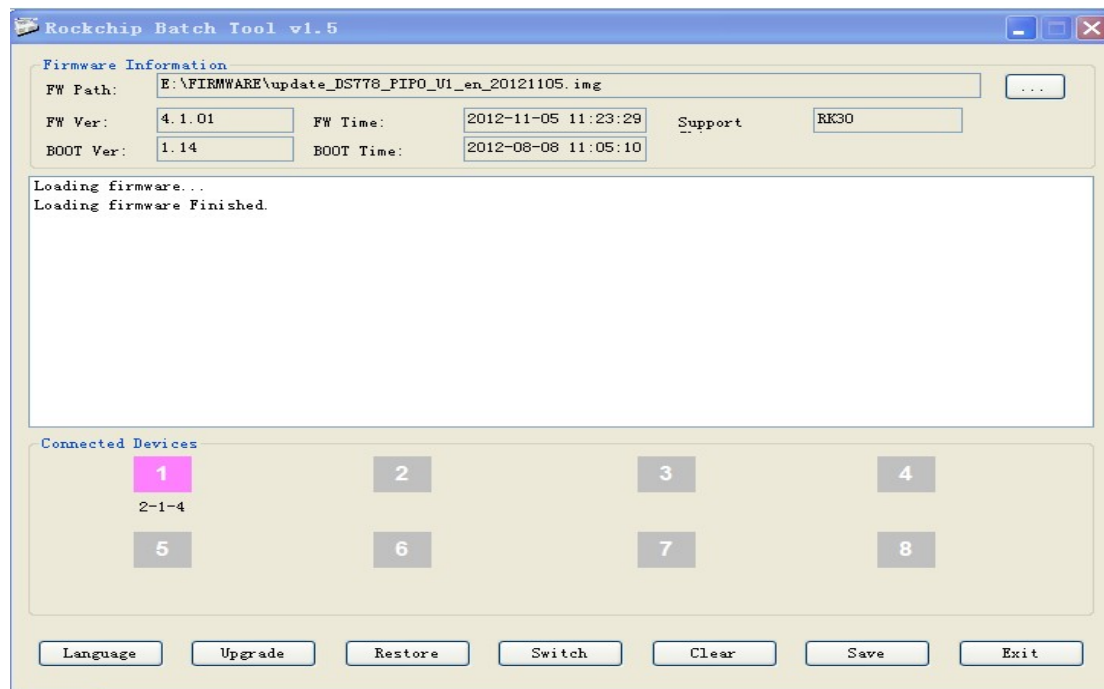 Rockchip Batch Tool v1.5
Firmware Information
FW Path: E:\FIRMWARE\update_DS778_PIPO_U1_en_20121105.img ...
FW Ver: 4.1.01 FW Time: 2012-11-05 11:23:29 Support RK30
BOOT Ver: 1.14 BOOT Time: 2012-08-08 11:05:10
Loading firmware...
Loading firmware Finished.
Connected Devices
1 2 3 4
2-1-4
5 6 7 8
Language Upgrade Restore Switch Clear Save Exit